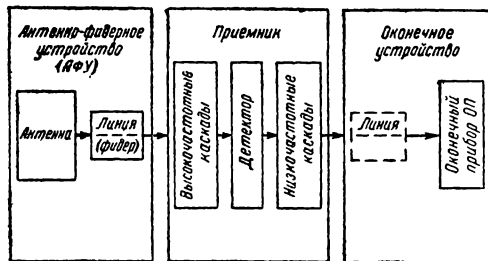 Антенно-фидерное
устройство
(АФУ)
Антенна
Линия
(фидер)
Приемник
Высокочастотные
каскады
Детектор
Низкочастотные
каскады
Оконечное
устройство
Линия
Оконечный
прибор ОП